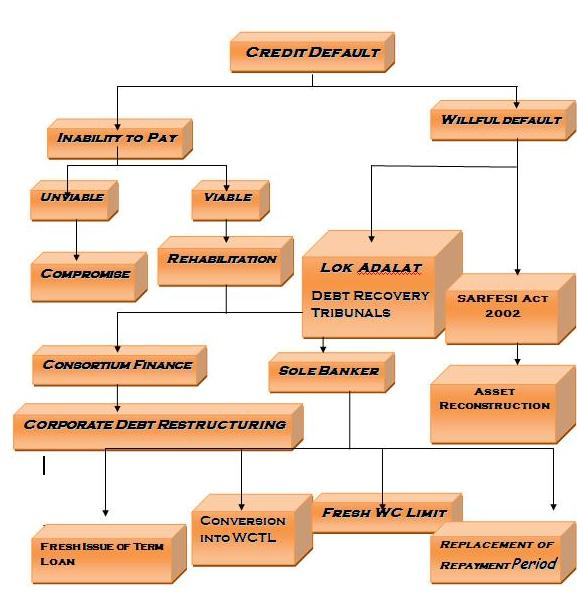 CREDIT DEFAULT
WILLFUL DEFAULT
INABILITY TO PAY
UNVIABLE
VIABLE
COMPROMISE
REHABILITATION
LOK ADALAT
DEBT RECOVERY
TRIBUNALS
SARFESI ACT
2002
CONSORTIUM FINANCE
SOLE BANKER
ASSET
RECONSTRUCTION
CORPORATE DEBT RESTRUCTURING
FRESH ISSUE OF TERM
LOAN
CONVERSION
INTO WCTL
FRESH WC LIMIT
REPLACEMENT OF
REPAYMENT Period